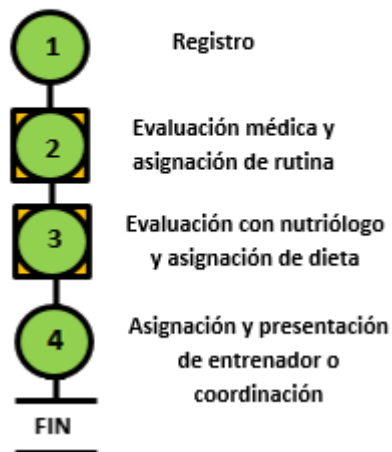 1
Registro
2
Evaluación médica y
asignación de rutina
3
Evaluación con nutriólogo
y asignación de dieta
4
Asignación y presentación
de entrenador o
coordinación
FIN